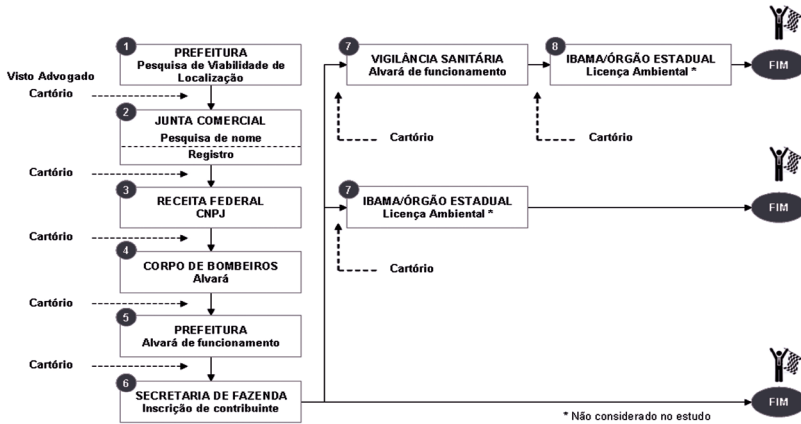 1
PREFEITURA
Pesquisa de Viabilidade de
Localização
Visto Advogado
Cartório
2
JUNTA COMERCIAL
Pesquisa de nome
Registro
Cartório
3
RECEITA FEDERAL
CNPJ
Cartório
4
CORPO DE BOMBEIROS
Alvará
Cartório
5
PREFEITURA
Alvará de funcionamento
Cartório
6
SECRETARIA DE FAZENDA
Inscrição de contribuinte
7
VIGILÂNCIA SANITÁRIA
Alvará de funcionamento
Cartório
8
IBAMA/ÓRGÃO ESTADUAL
Licença Ambiental *
Cartório
FIM
7
IBAMA/ÓRGÃO ESTADUAL
Licença Ambiental *
Cartório
FIM
FIM
* Não considerado no estudo